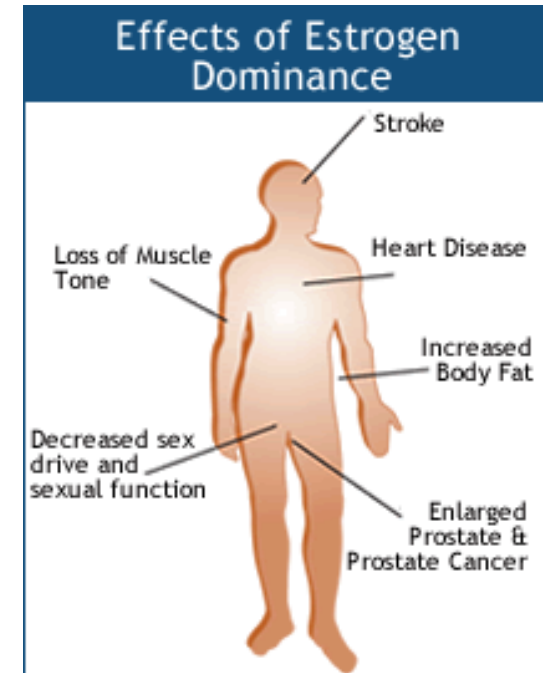 Effects of Estrogen
Dominance
Stroke
Heart Disease
Loss of Muscle
Tone
Increased
Body Fat
Decreased sex
drive and
sexual function
Enlarged
Prostate &
Prostate Cancer